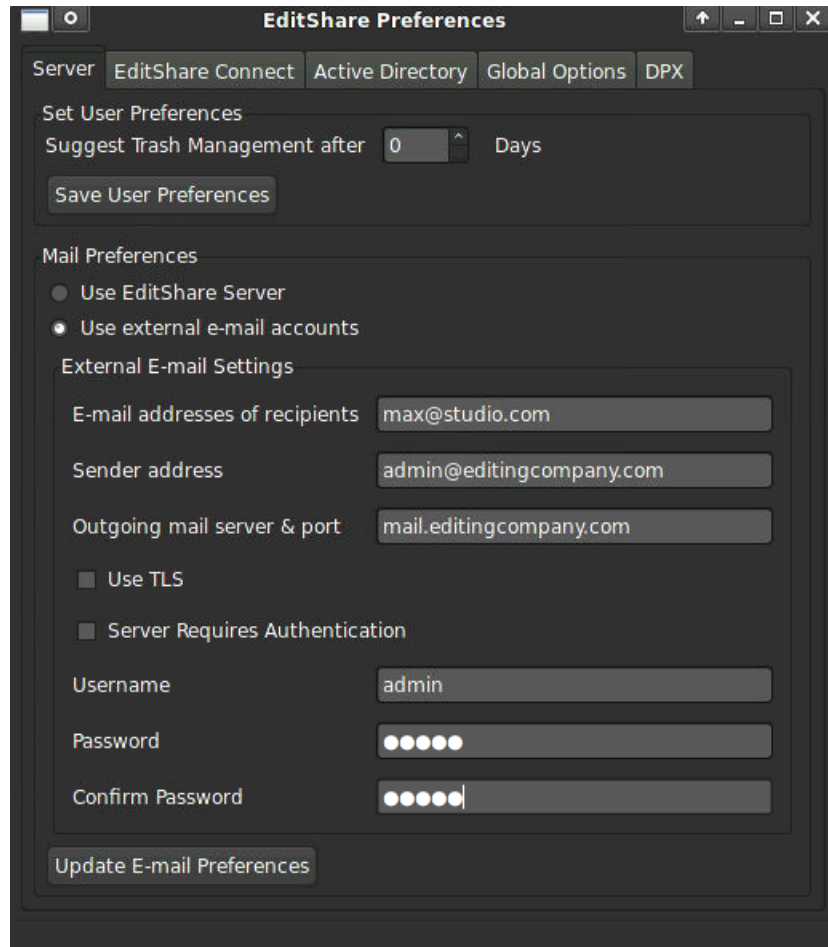 EditShare Preferences
Server EditShare Connect Active Directory Global Options DPX
Set User Preferences
Suggest Trash Management after 0 Days
Save User Preferences
Mail Preferences
Use EditShare Server
Use external e-mail accounts
External E-mail Settings
E-mail addresses of recipients max@studio.com
Sender address admin@editingcompany.com
Outgoing mail server & port mail.editingcompany.com
Use TLS
Server Requires Authentication
Username admin
Password ●●●●●
Confirm Password ●●●●●
Update E-mail Preferences